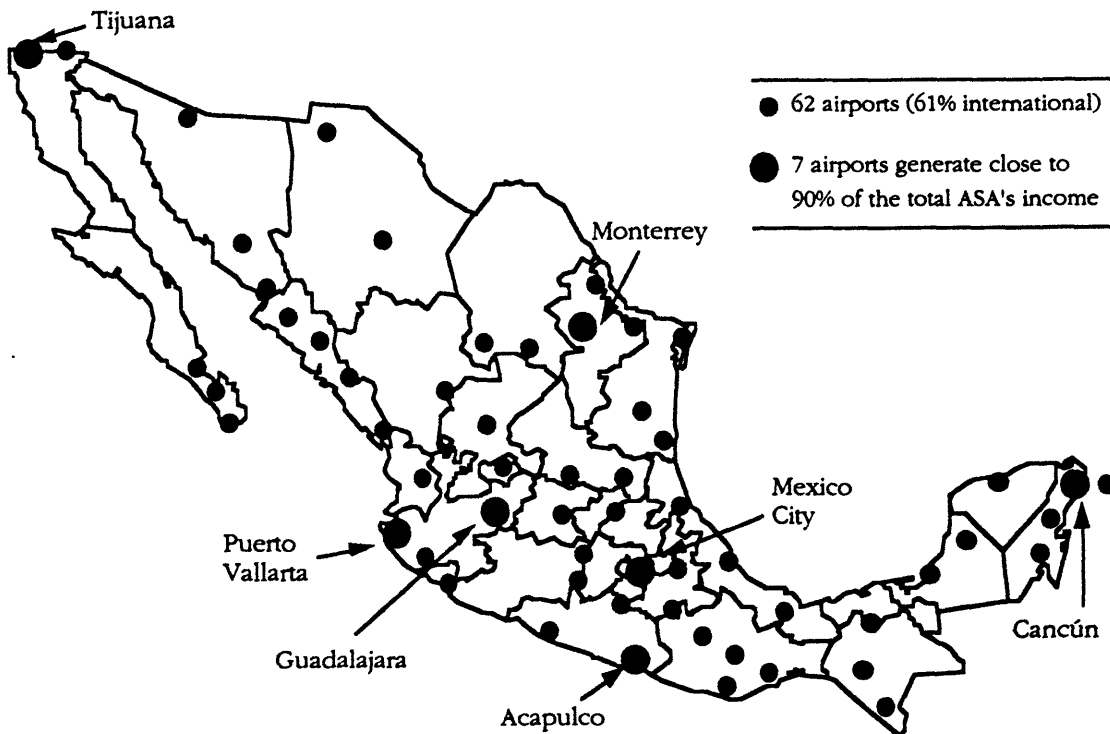 Tijuana
62 airports (61% international)
7 airports generate close to
90% of the total ASA's income
Monterrey
Mexico
City
Puerto
Vallarta
Cancún
Guadalajara
Acapulco